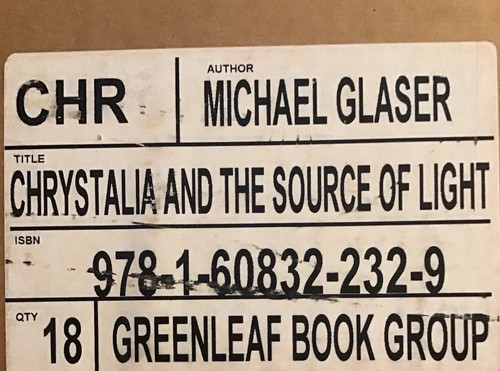 CHR AUTHOR MICHAEL GLASER
TITLE
CHRYSTALIA AND THE SOURCE OF LIGHT
ISBN
978-1-60832-232-9
QTY 18 GREENLEAF BOOK GROUP